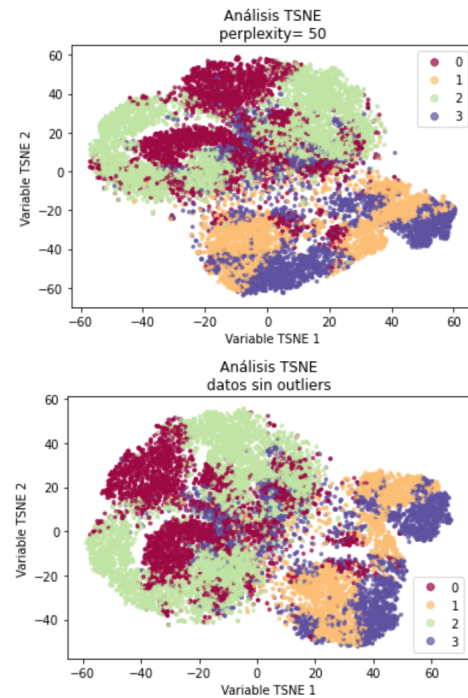 Análisis TSNE
perplexity= 50
60
40
20
0
−20
−40
−60
−60 −40 −20 0 20 40 60
Variable TSNE 2
Variable TSNE 1
0
1
2
3
Análisis TSNE
datos sin outliers
60
40
20
0
−20
−40
−60 −40 −20 0 20 40 60
Variable TSNE 2
Variable TSNE 1
0
1
2
3